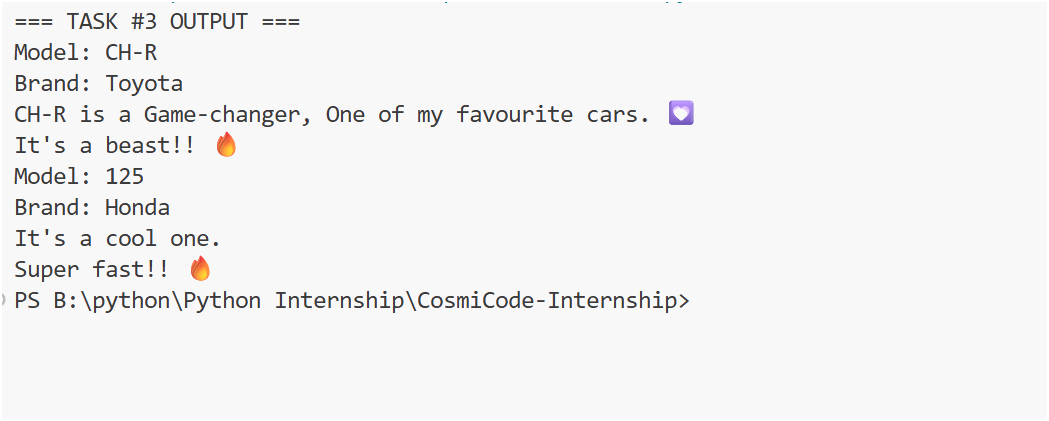 === TASK #3 OUTPUT ===
Model: CH-R
Brand: Toyota
CH-R is a Game-changer, One of my favourite cars. 💟
It's a beast!! 🔥
Model: 125
Brand: Honda
It's a cool one.
Super fast!! 🔥
PS B:\python\Python Internship\CosmiCode-Internship>